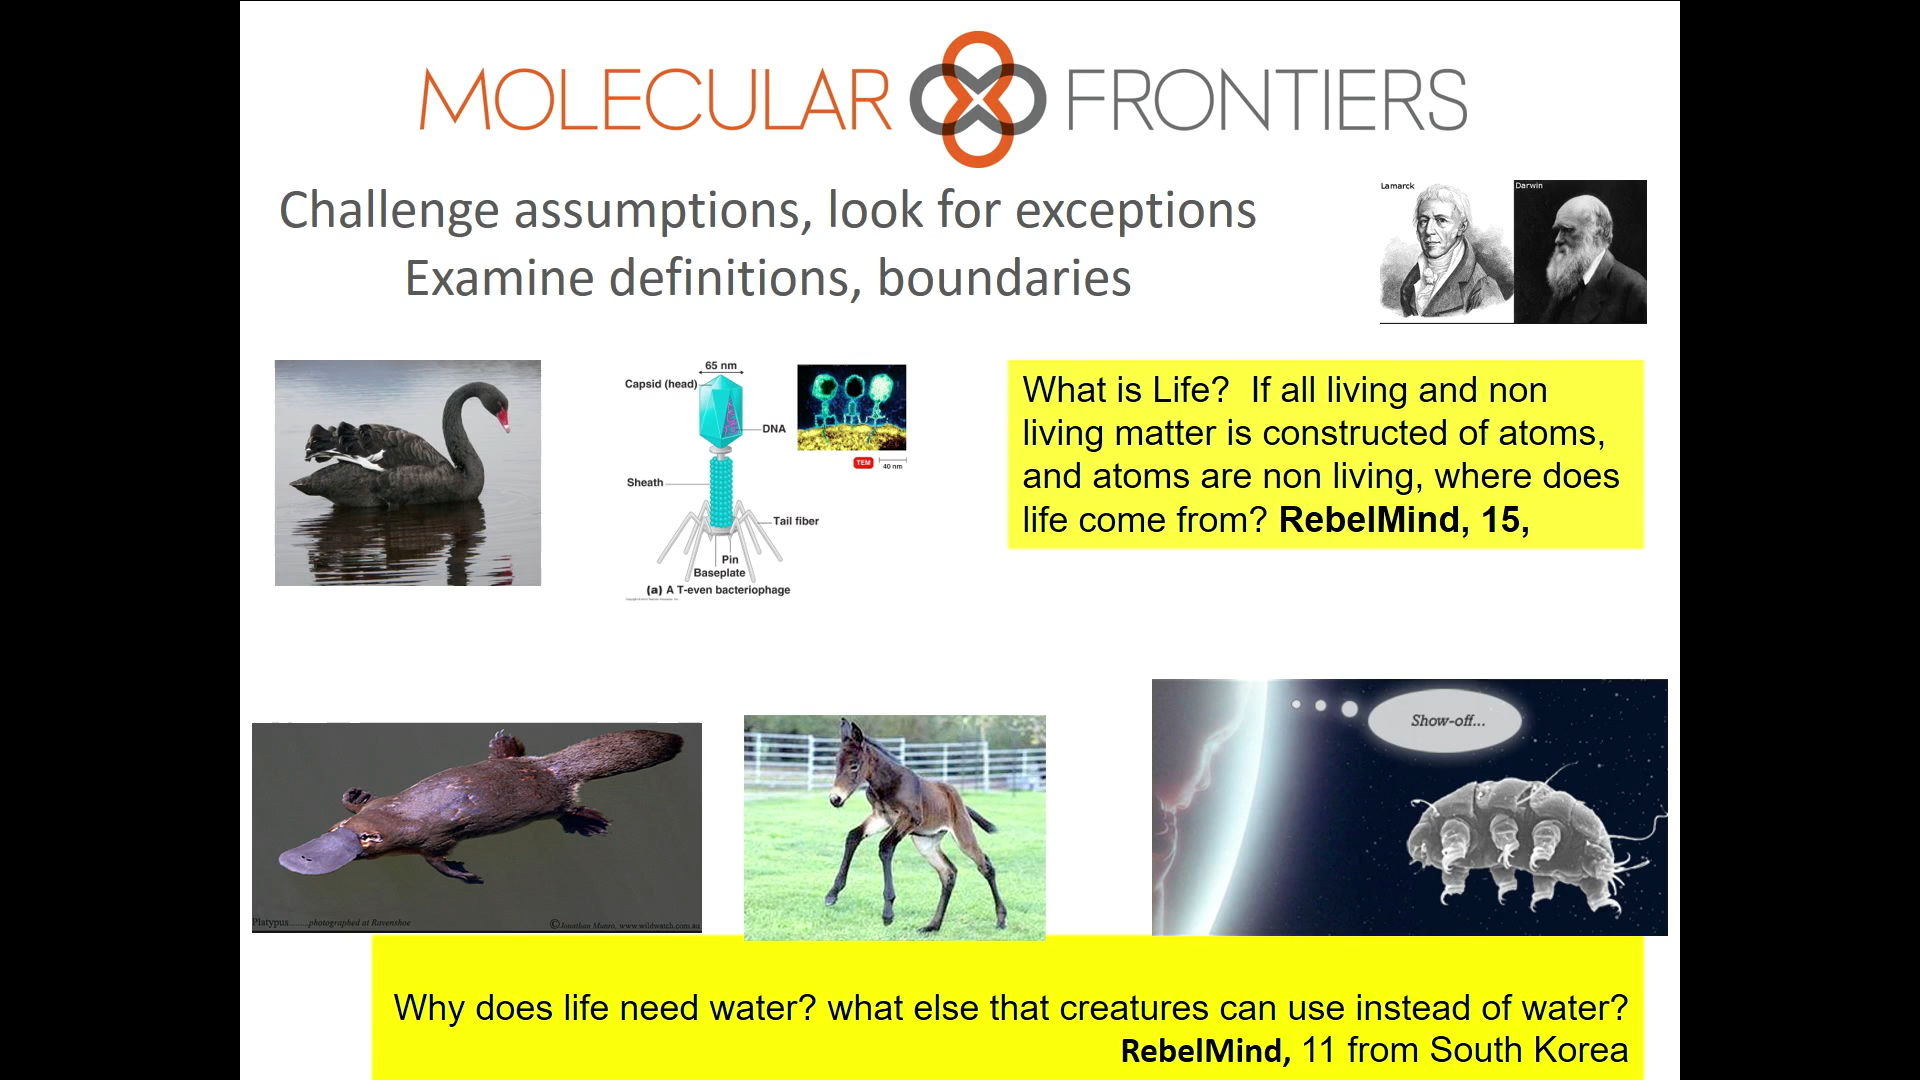 MOLECULAR FRONTIERS
Challenge assumptions, look for exceptions
Examine definitions, boundaries
Lamarck
Darwin
65 nm
Capsid (head)
DNA
Sheath
Tail fiber
Pin
Baseplate
(a) A T-even bacteriophage
TEM
40 nm
What is Life? If all living and non
living matter is constructed of atoms,
and atoms are non living, where does
life come from? RebelMind, 15,
Platypus.......photographed at Ravenshoe
©Jonathan Munro, www.wildwatch.com.au
Show-off...
Why does life need water? what else that creatures can use instead of water?
RebelMind, 11 from South Korea